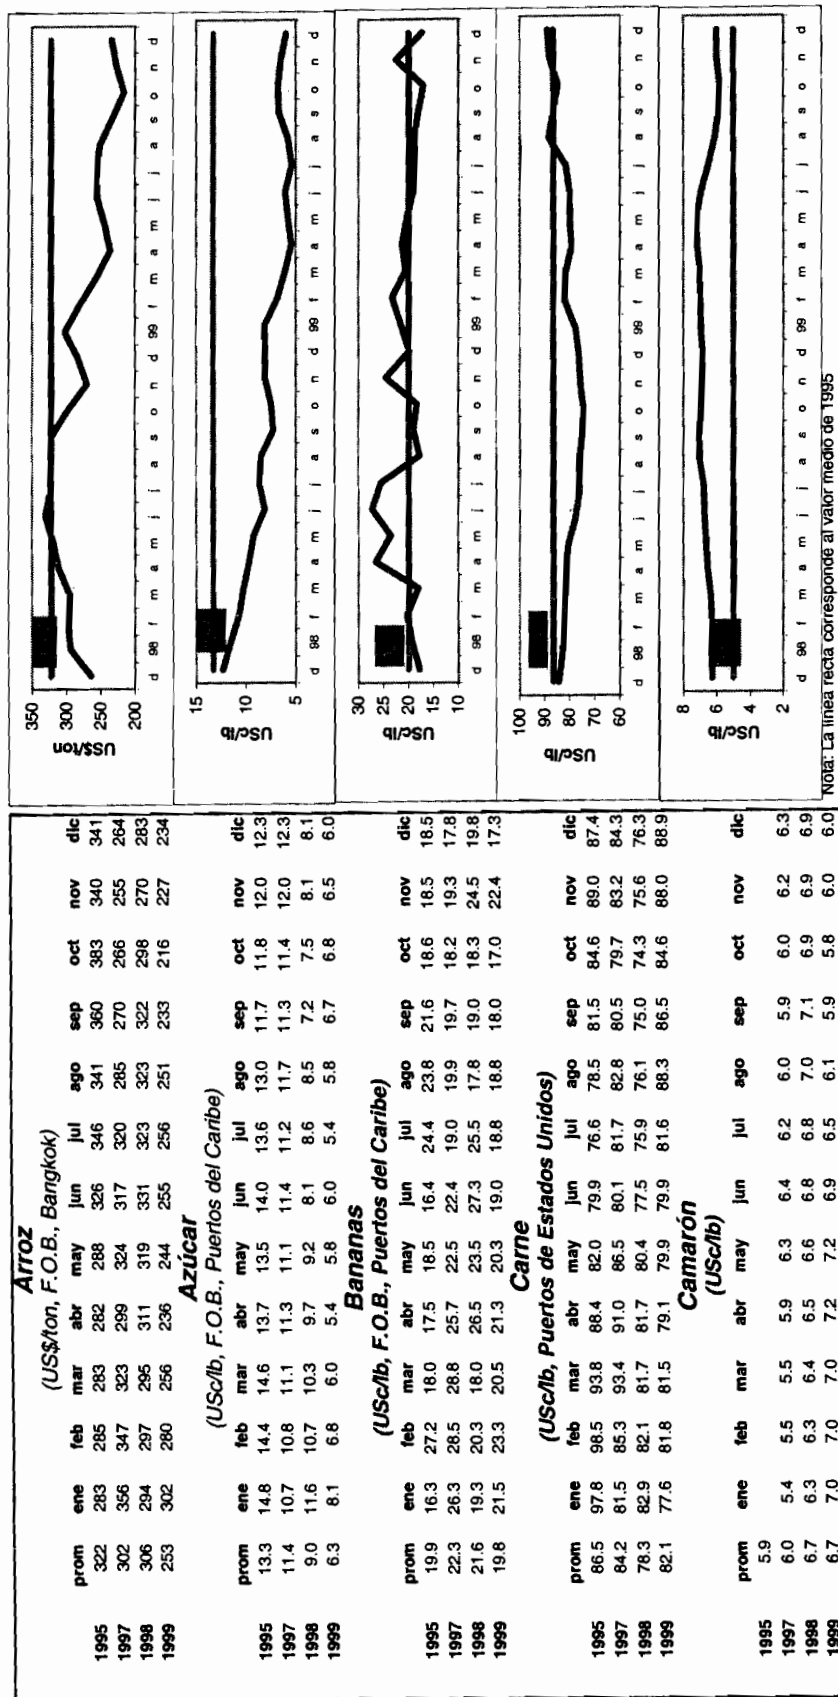 Arroz
(US$/ton, F.O.B., Bangkok)
prom ene feb mar abr may jun jul ago sep oct nov dic
1995 322 283 285 283 282 288 326 346 341 360 383 340 341
1997 302 356 347 323 299 324 317 320 285 270 266 255 264
1998 306 294 297 295 311 319 331 323 323 322 298 270 283
1999 253 302 280 256 236 244 255 256 251 233 216 227 234
Azúcar
(USc/lb, F.O.B., Puertos del Caribe)
prom ene feb mar abr may jun jul ago sep oct nov dic
1995 13.3 14.8 14.4 14.6 13.7 13.5 14.0 13.6 13.0 11.7 11.8 12.0 12.3
1997 11.4 10.7 10.8 11.1 11.3 11.1 11.4 11.2 11.7 11.3 11.4 12.0 12.3
1998 9.0 11.6 10.7 10.3 9.7 9.2 8.1 8.6 8.5 7.2 7.5 8.1 8.1
1999 6.3 8.1 6.8 6.0 5.4 5.8 6.0 5.4 5.8 6.7 6.8 6.5 6.0
Bananas
(USc/lb, F.O.B., Puertos del Caribe)
prom ene feb mar abr may jun jul ago sep oct nov dic
1995 19.9 16.3 27.2 18.0 17.5 18.5 16.4 24.4 23.8 21.6 18.6 18.5 18.5
1997 22.3 26.3 28.5 28.8 25.7 22.5 22.4 19.0 19.9 19.7 18.2 19.3 17.8
1998 21.6 19.3 20.3 18.0 26.5 23.5 27.3 25.5 17.8 19.0 18.3 24.5 19.8
1999 19.8 21.5 23.3 20.5 21.3 20.3 19.0 18.8 18.8 18.0 17.0 22.4 17.3
Carne
(USc/lb, Puertos de Estados Unidos)
prom ene feb mar abr may jun jul ago sep oct nov dic
1995 86.5 97.8 98.5 93.8 88.4 82.0 79.9 76.6 78.5 81.5 84.6 89.0 87.4
1997 84.2 81.5 85.3 93.4 91.0 86.5 80.1 81.7 82.8 80.5 79.7 83.2 84.3
1998 78.3 82.9 82.1 81.7 81.7 80.4 77.5 75.9 76.1 75.0 74.3 75.6 76.3
1999 82.1 77.6 81.8 81.5 79.1 79.9 79.9 81.6 88.3 86.5 84.6 88.0 88.9
Camarón
(USc/lb)
prom ene feb mar abr may jun jul ago sep oct nov dic
1995 5.9
1997 6.0 5.4 5.5 5.5 5.9 6.3 6.4 6.2 6.0 5.9 6.0 6.2 6.3
1998 6.7 6.3 6.3 6.4 6.5 6.6 6.8 6.8 7.0 7.1 6.9 6.9 6.9
1999 6.7 7.0 7.0 7.0 7.2 7.2 6.9 6.5 6.1 5.9 5.8 6.0 6.0
US$/ton
350
300
250
200
d 98 f m a m j j a s o n d 99 f m a m j j a s o n d
USc/lb
15
10
5
d 98 f m a m j j a s o n d 99 f m a m j j a s o n d
USc/lb
30
25
20
15
10
d 98 f m a m j j a s o n d 99 f m a m j j a s o n d
USc/lb
100
90
80
70
60
d 98 f m a m j j a s o n d 99 f m a m j j a s o n d
USc/lb
8
6
4
2
d 98 f m a m j j a s o n d 99 f m a m j j a s o n d
Nota: La línea recta corresponde al valor medio de 1995